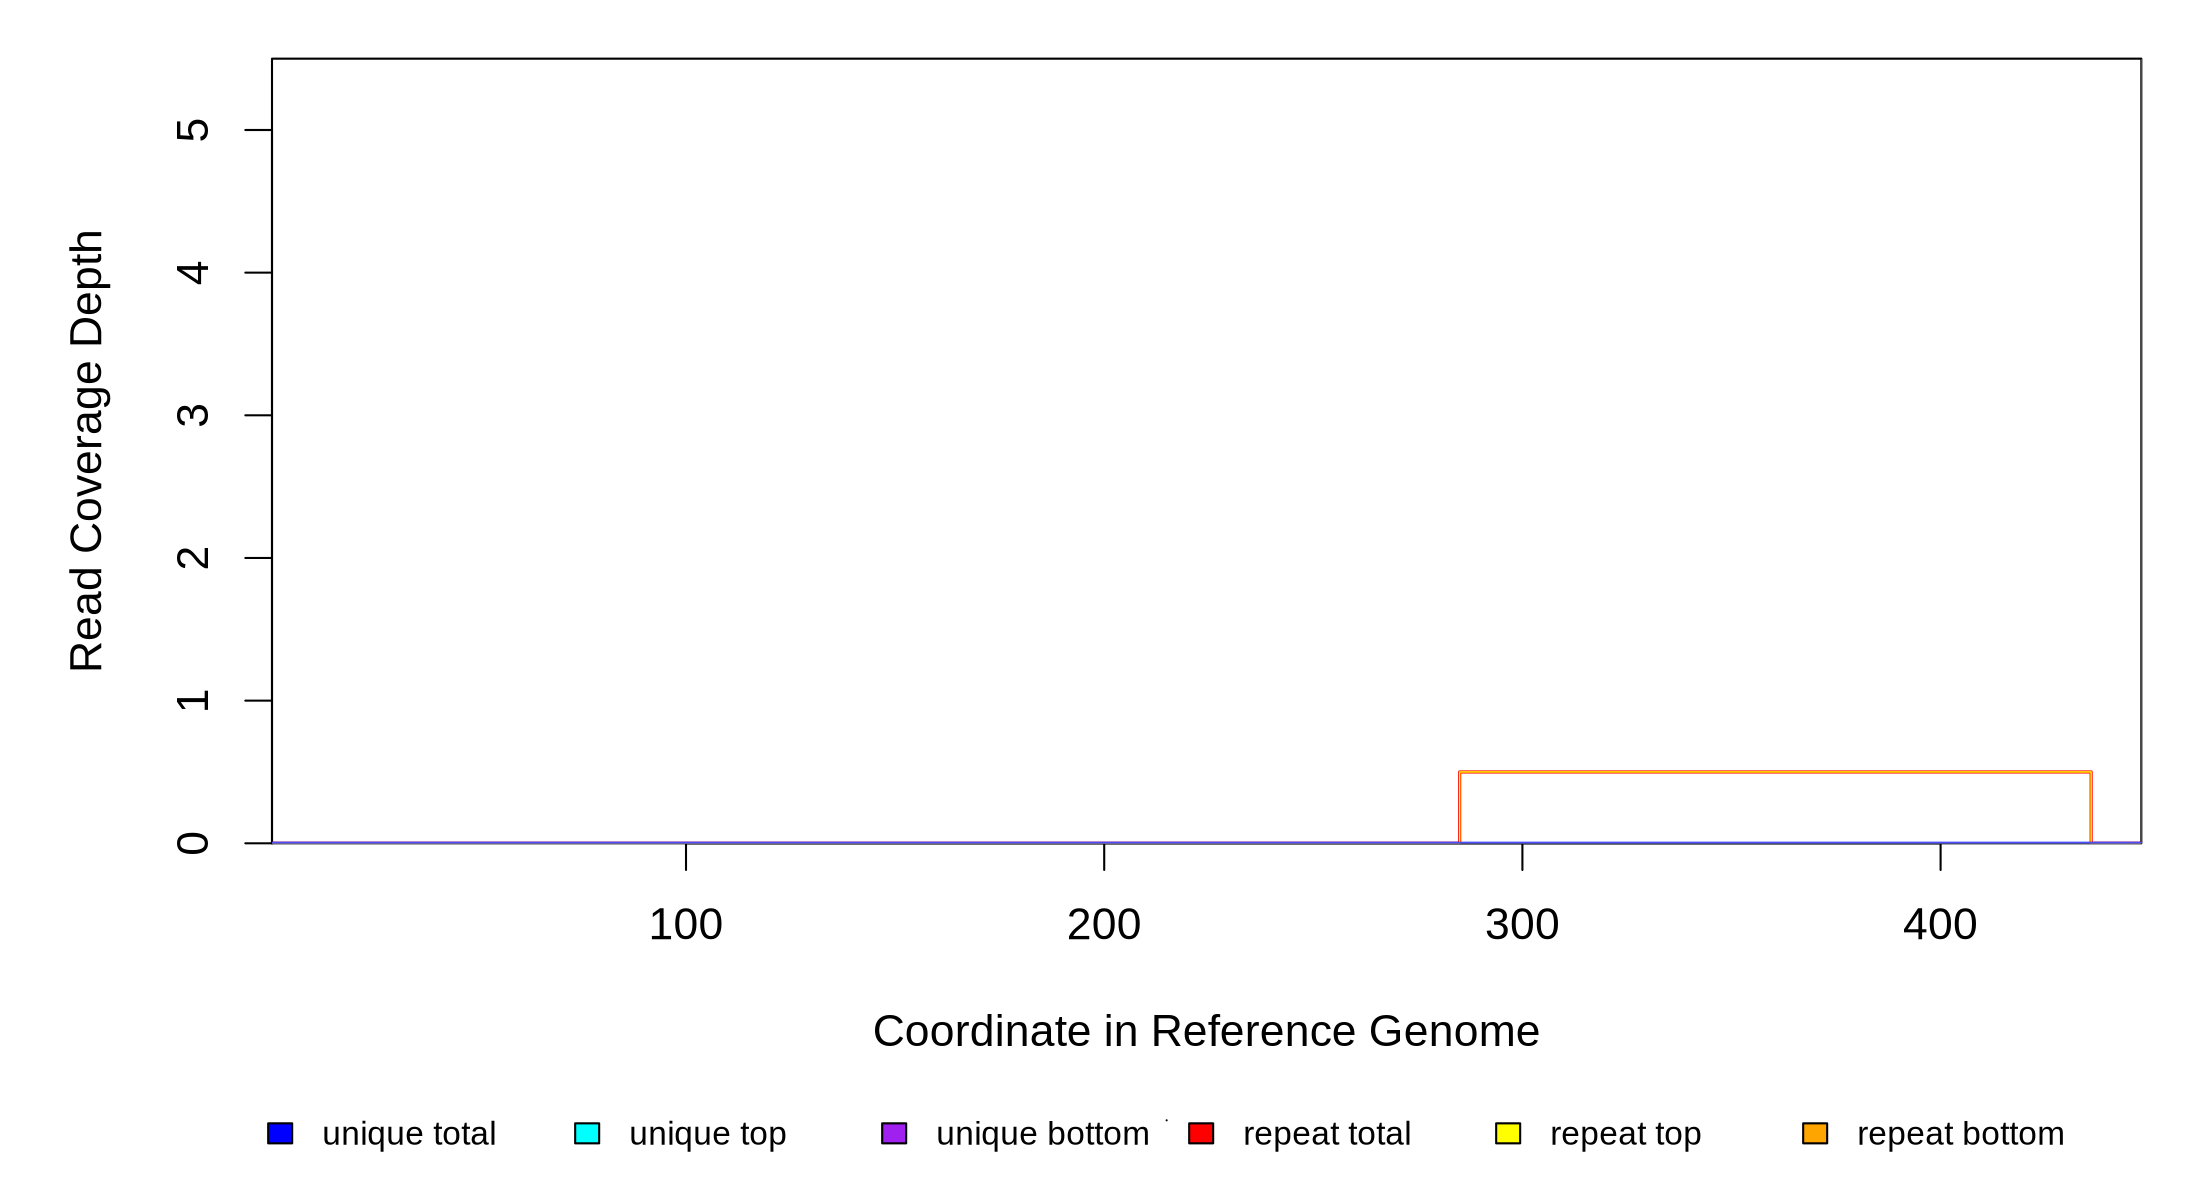 Read Coverage Depth
5
4
3
2
1
0
100 200 300 400
Coordinate in Reference Genome
unique total unique top unique bottom repeat total repeat top repeat bottom